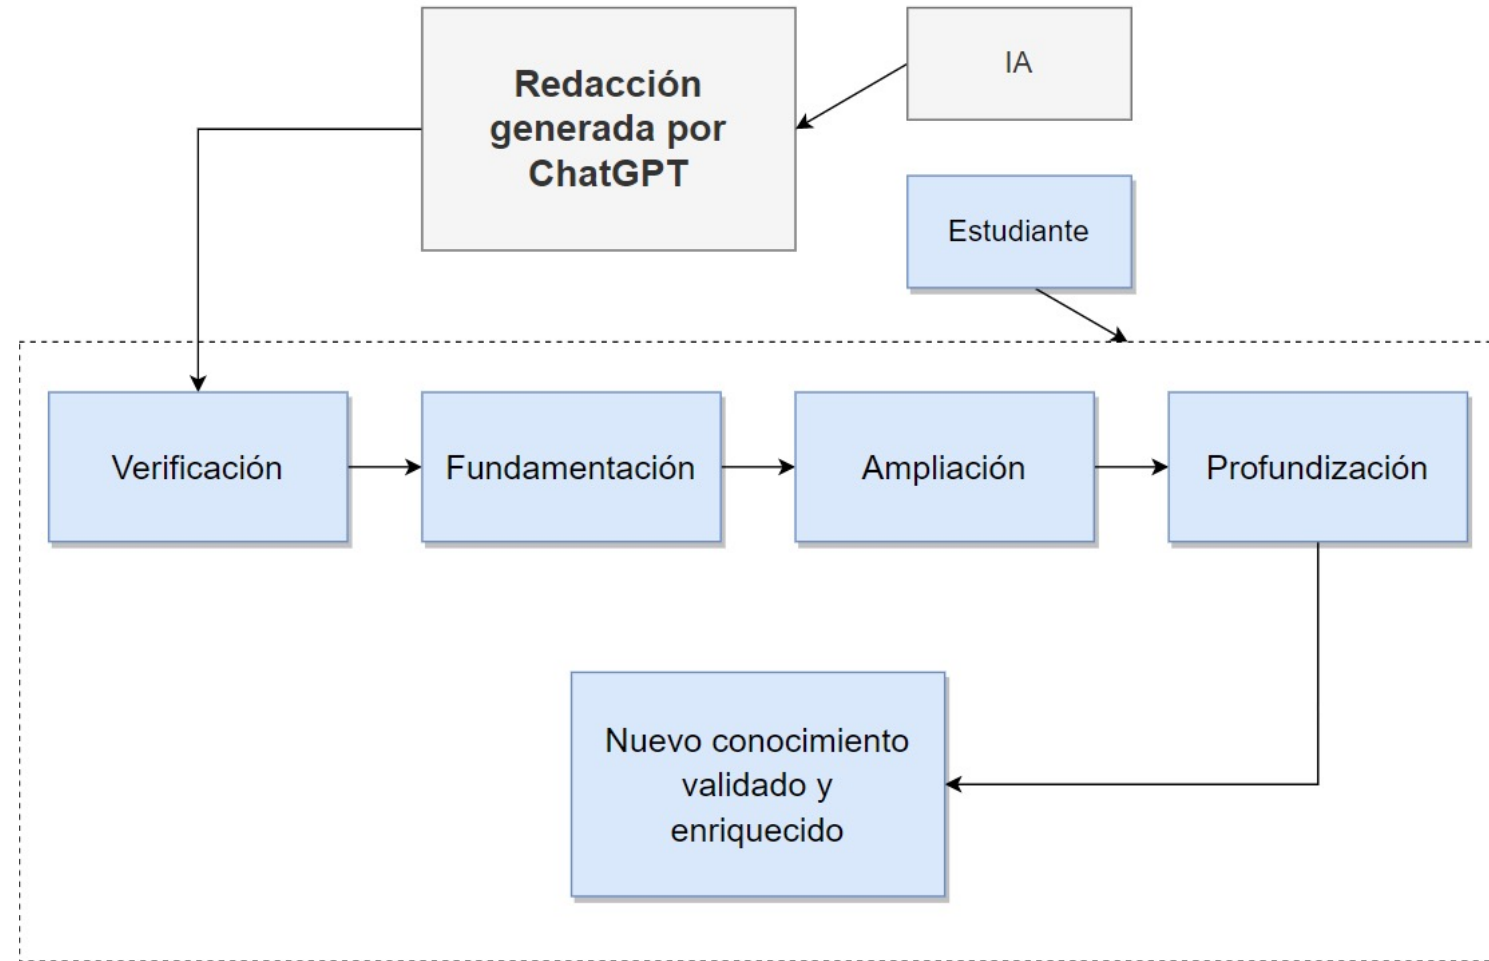 Redacción
generada por
ChatGPT
IA
Estudiante
Verificación
Fundamentación
Ampliación
Profundización
Nuevo conocimiento
validado y
enriquecido